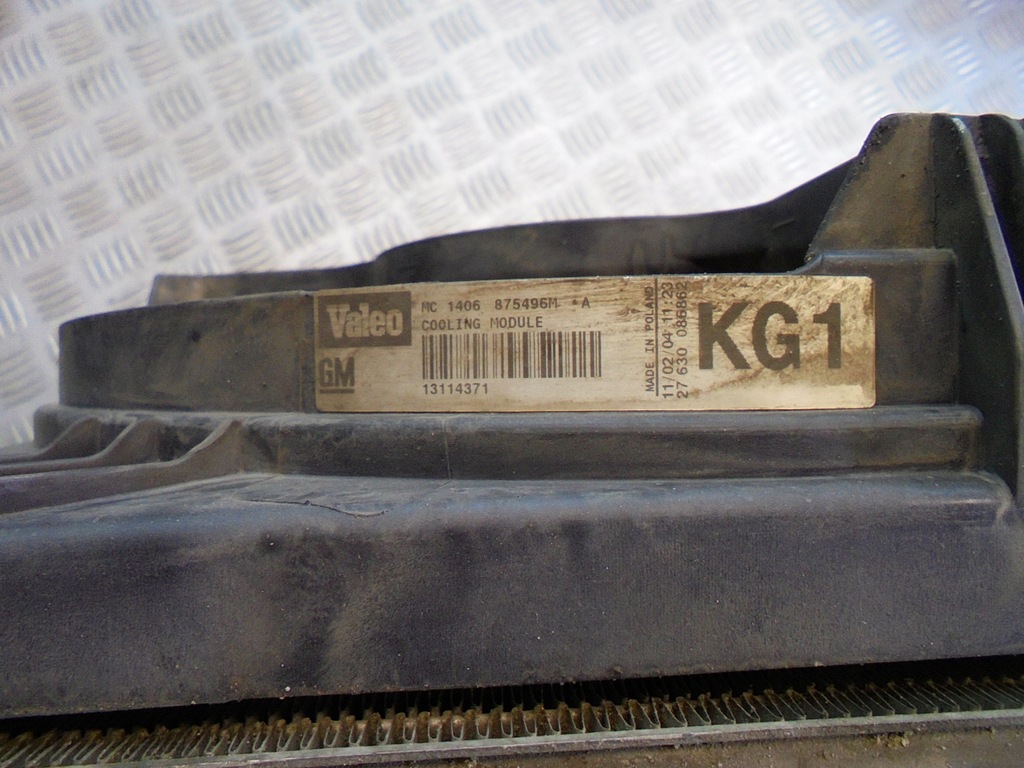 Valeo
MC 1406 875496M *A
COOLING MODULE
GM
13114371
MADE IN POLAND
11/02/04 11:23
27 630 086862
KG1